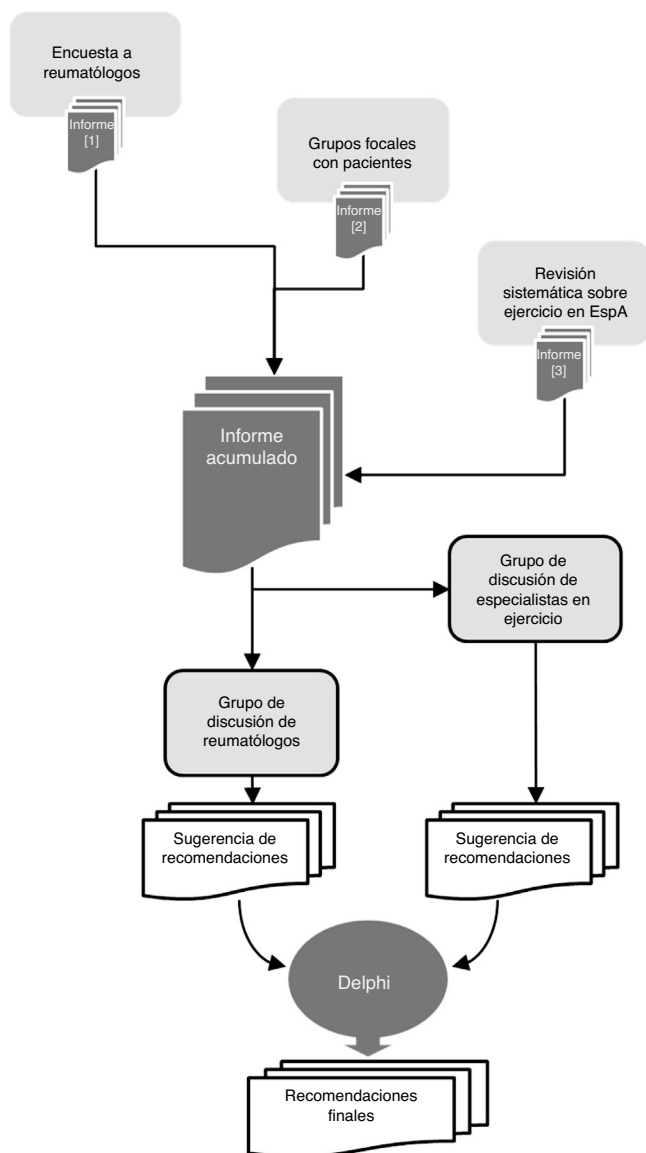 Encuesta a
reumatólogos
Informe
[1]
Grupos focales
con pacientes
Informe
[2]
Revisión
sistemática sobre
ejercicio en EspA
Informe
[3]
Informe
acumulado
Grupo de
discusión de
especialistas en
ejercicio
Grupo de
discusión de
reumatólogos
Sugerencia de
recomendaciones
Sugerencia de
recomendaciones
Delphi
Recomendaciones
finales